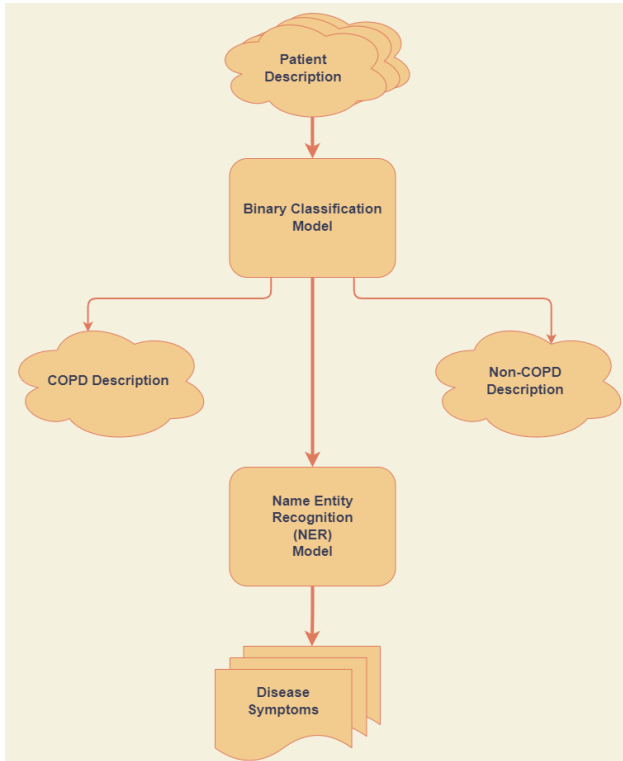 Patient
Description
Binary Classification
Model
COPD Description
Non-COPD
Description
Name Entity
Recognition
(NER)
Model
Disease
Symptoms